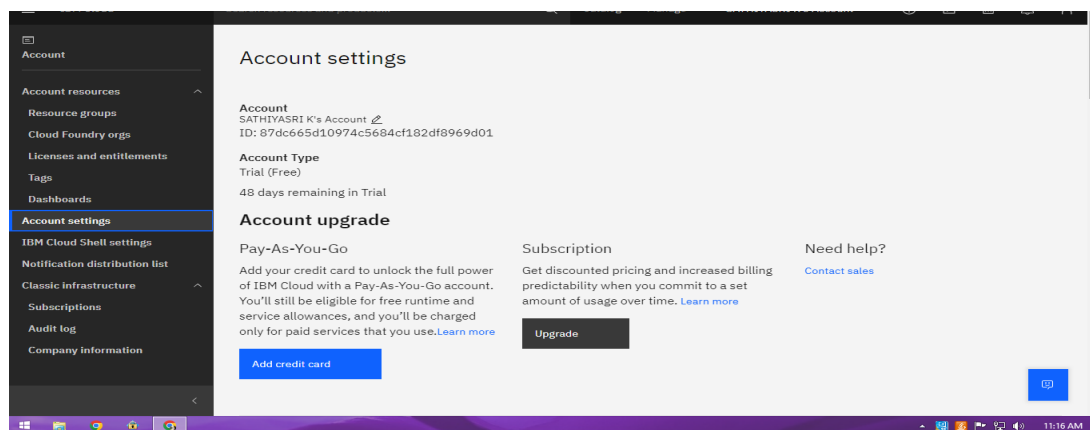 Account
Account resources
Resource groups
Cloud Foundry orgs
Licenses and entitlements
Tags
Dashboards
Account settings
IBM Cloud Shell settings
Notification distribution list
Classic infrastructure
Subscriptions
Audit log
Company information
Account settings
Account
SATHIYASRI K's Account
ID: 87dc665d10974c5684cf182df8969d01
Account Type
Trial (Free)
48 days remaining in Trial
Account upgrade
Pay-As-You-Go
Add your credit card to unlock the full power
of IBM Cloud with a Pay-As-You-Go account.
You'll still be eligible for free runtime and
service allowances, and you'll be charged
only for paid services that you use.Learn more
Add credit card
Subscription
Get discounted pricing and increased billing
predictability when you commit to a set
amount of usage over time. Learn more
Upgrade
Need help?
Contact sales
11:16 AM